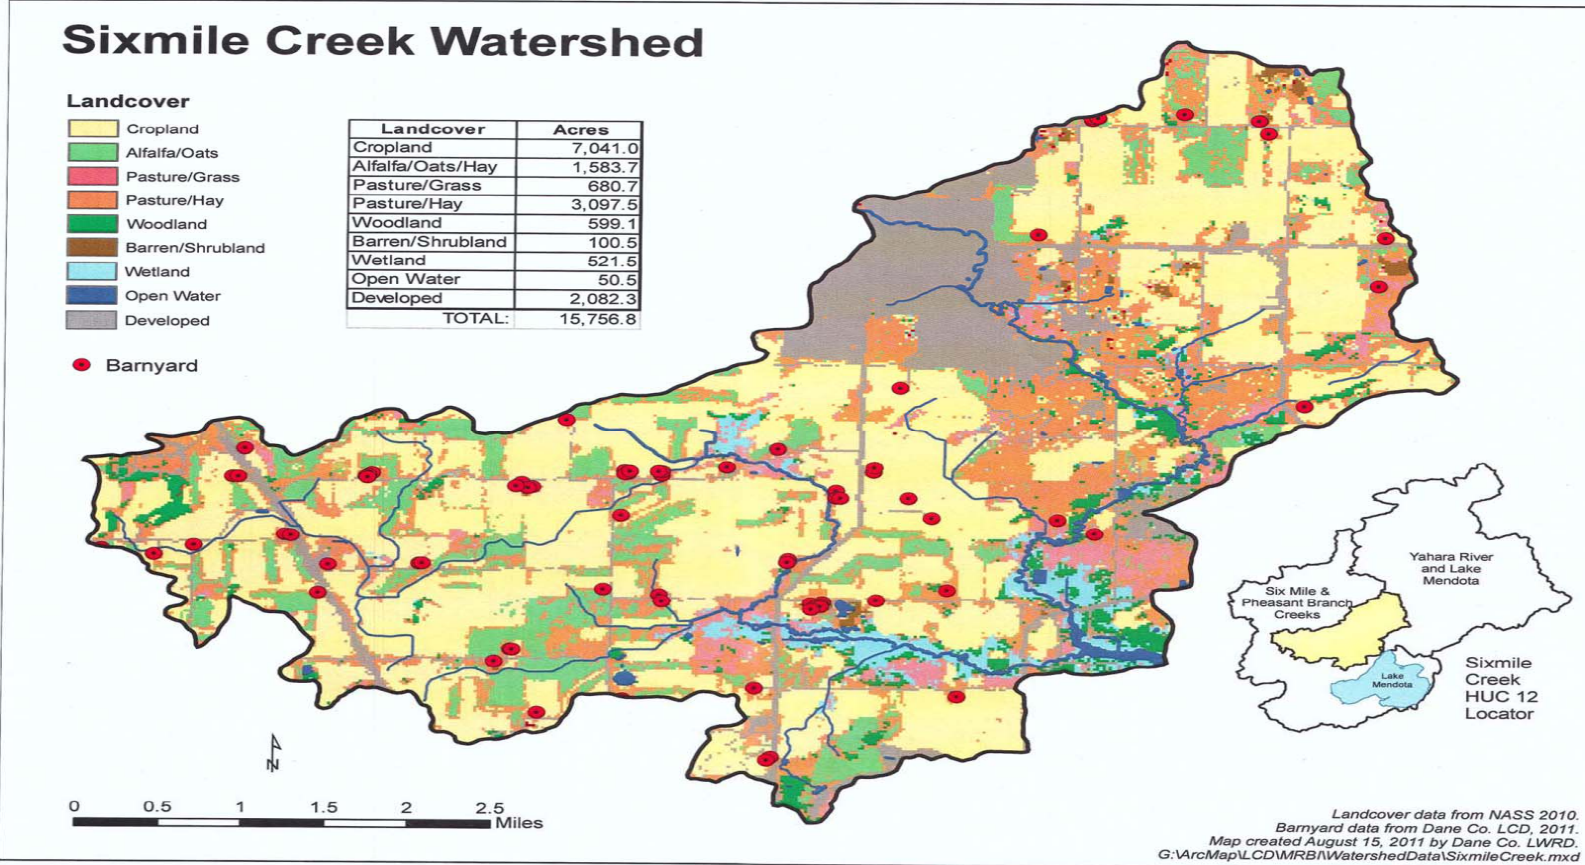 Sixmile Creek Watershed
Landcover
Cropland
Alfalfa/Oats
Pasture/Grass
Pasture/Hay
Woodland
Barren/Shrubland
Wetland
Open Water
Developed
Barnyard
Landcover Acres
Cropland 7,041.0
Alfalfa/Oats/Hay 1,583.7
Pasture/Grass 680.7
Pasture/Hay 3,097.5
Woodland 599.1
Barren/Shrubland 100.5
Wetland 521.5
Open Water 50.5
Developed 2,082.3
TOTAL: 15,756.8
Yahara River
and Lake
Mendota
Six Mile &
Pheasant Branch
Creeks
Lake
Mendota
Sixmile
Creek
HUC 12
Locator
N
0 0.5 1 1.5 2 2.5
Miles
Landcover data from NASS 2010.
Barnyard data from Dane Co. LCD, 2011.
Map created August 15, 2011 by Dane Co. LWRD.
G:\ArcMap\LCD\MRBI\WatershedData\SixmileCreek.mxd